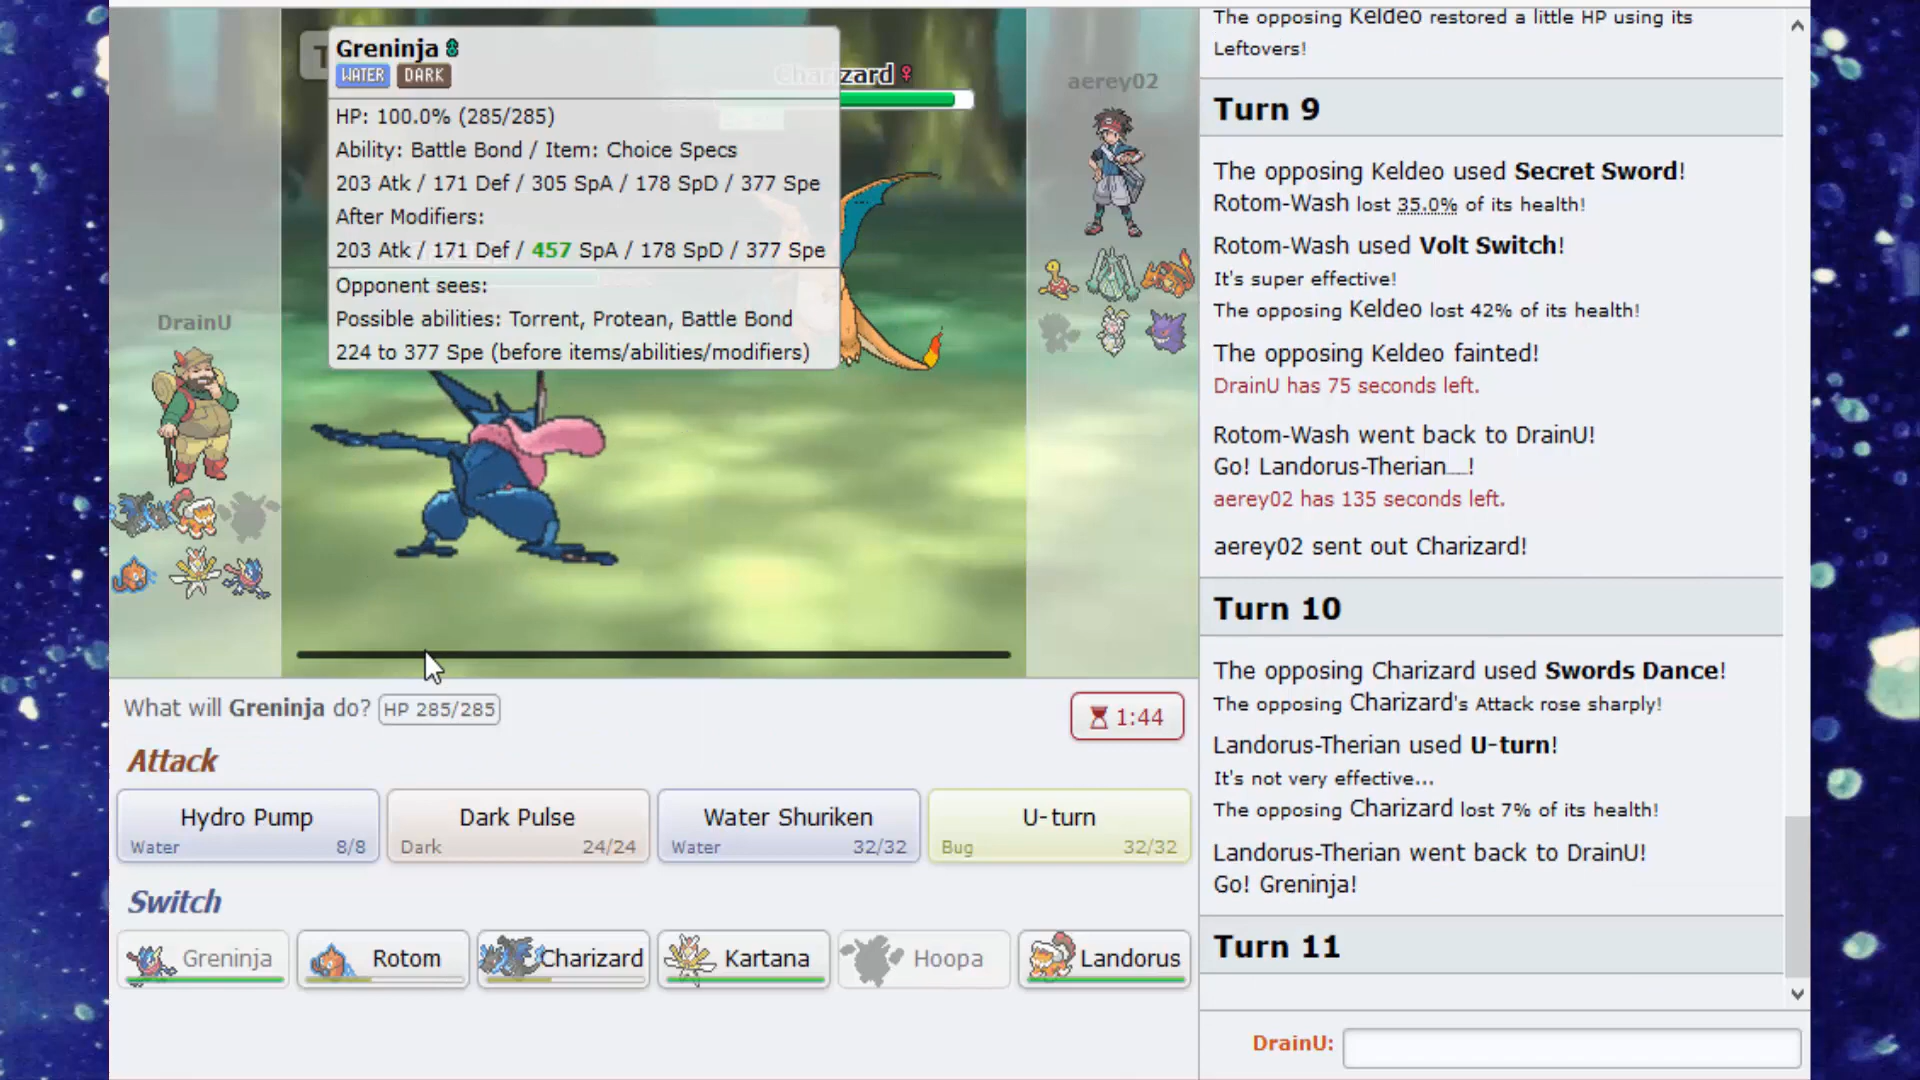 Greninja
WATER DARK
HP: 100.0% (285/285)
Ability: Battle Bond / Item: Choice Specs
203 Atk / 171 Def / 305 SpA / 178 SpD / 377 Spe
After Modifiers:
203 Atk / 171 Def / 457 SpA / 178 SpD / 377 Spe
Opponent sees:
Possible abilities: Torrent, Protean, Battle Bond
224 to 377 Spe (before items/abilities/modifiers)
Charizard ♀
aerey02
DrainU
What will Greninja do? HP 285/285
1:44
Attack
Hydro Pump
Water 8/8
Dark Pulse
Dark 24/24
Water Shuriken
Water 32/32
U-turn
Bug 32/32
Switch
Greninja
Rotom
Charizard
Kartana
Hoopa
Landorus
The opposing Keldeo restored a little HP using its
Leftovers!
Turn 9
The opposing Keldeo used Secret Sword!
Rotom-Wash lost 35.0% of its health!
Rotom-Wash used Volt Switch!
It's super effective!
The opposing Keldeo lost 42% of its health!
The opposing Keldeo fainted!
DrainU has 75 seconds left.
Rotom-Wash went back to DrainU!
Go! Landorus-Therian!
aerey02 has 135 seconds left.
aerey02 sent out Charizard!
Turn 10
The opposing Charizard used Swords Dance!
The opposing Charizard's Attack rose sharply!
Landorus-Therian used U-turn!
It's not very effective...
The opposing Charizard lost 7% of its health!
Landorus-Therian went back to DrainU!
Go! Greninja!
Turn 11
DrainU: